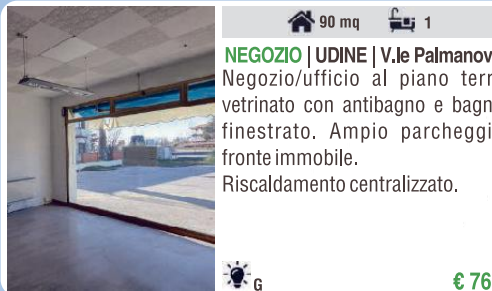 90 mq 1
NEGOZIO | UDINE | V.le Palmanov
Negozio/ufficio al piano terr
vetrinato con antibagno e bagn
finestrato. Ampio parcheggi
fronte immobile.
Riscaldamento centralizzato.
G € 76